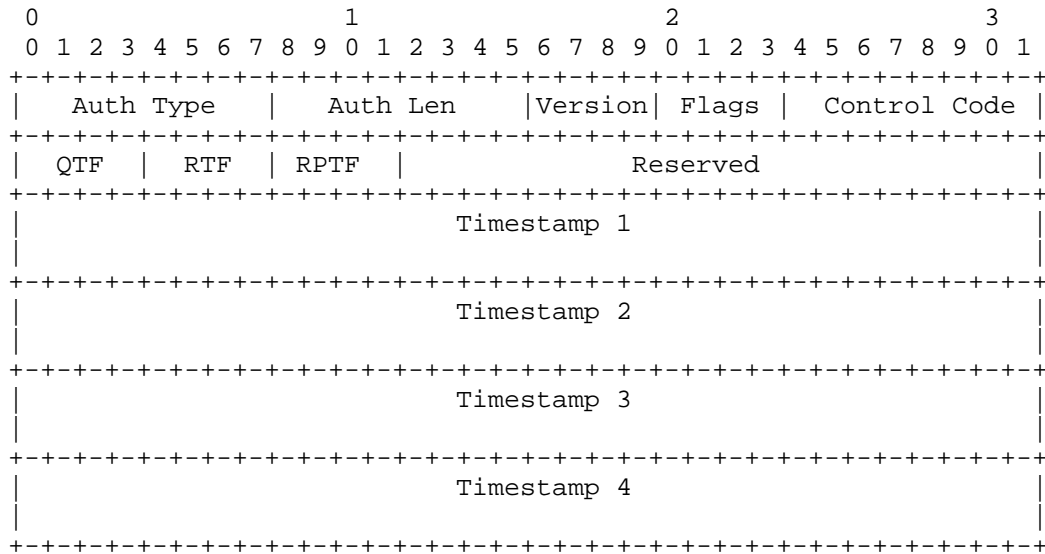 0                   1                   2                   3
 0 1 2 3 4 5 6 7 8 9 0 1 2 3 4 5 6 7 8 9 0 1 2 3 4 5 6 7 8 9 0 1
+-+-+-+-+-+-+-+-+-+-+-+-+-+-+-+-+-+-+-+-+-+-+-+-+-+-+-+-+-+-+-+-+
|   Auth Type   |   Auth Len    |Version| Flags |  Control Code |
+-+-+-+-+-+-+-+-+-+-+-+-+-+-+-+-+-+-+-+-+-+-+-+-+-+-+-+-+-+-+-+-+
|  QTF  |  RTF  | RPTF  |              Reserved                 |
+-+-+-+-+-+-+-+-+-+-+-+-+-+-+-+-+-+-+-+-+-+-+-+-+-+-+-+-+-+-+-+-+
|                           Timestamp 1                         |
|                                                               |
+-+-+-+-+-+-+-+-+-+-+-+-+-+-+-+-+-+-+-+-+-+-+-+-+-+-+-+-+-+-+-+-+
|                           Timestamp 2                         |
|                                                               |
+-+-+-+-+-+-+-+-+-+-+-+-+-+-+-+-+-+-+-+-+-+-+-+-+-+-+-+-+-+-+-+-+
|                           Timestamp 3                         |
|                                                               |
+-+-+-+-+-+-+-+-+-+-+-+-+-+-+-+-+-+-+-+-+-+-+-+-+-+-+-+-+-+-+-+-+
|                           Timestamp 4                         |
|                                                               |
+-+-+-+-+-+-+-+-+-+-+-+-+-+-+-+-+-+-+-+-+-+-+-+-+-+-+-+-+-+-+-+-+